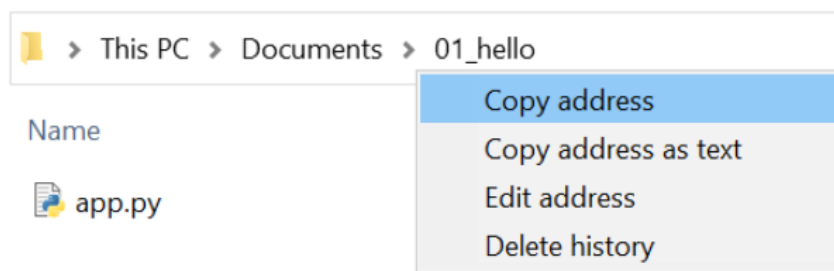 This PC > Documents > 01_hello
Copy address
Name
Copy address as text
app.py
Edit address
Delete history